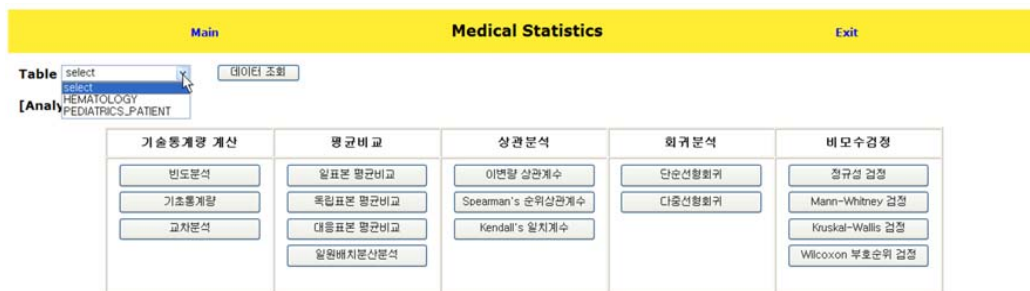 Main Medical Statistics Exit
Table select 데이터 조회
select
HEMATOLOGY
[Analy PEDIATRICS_PATIENT
기술통계량 계산 평균비교 상관분석 회귀분석 비모수검정
빈도분석 일표본 평균비교 이변량 상관계수 단순선형회귀 정규성 검정
기초통계량 독립표본 평균비교 Spearman's 순위상관계수 다중선형회귀 Mann-Whitney 검정
교차분석 대응표본 평균비교 Kendall's 일치계수 Kruskal-Wallis 검정
일원배치분산분석 Wilcoxon 부호순위 검정